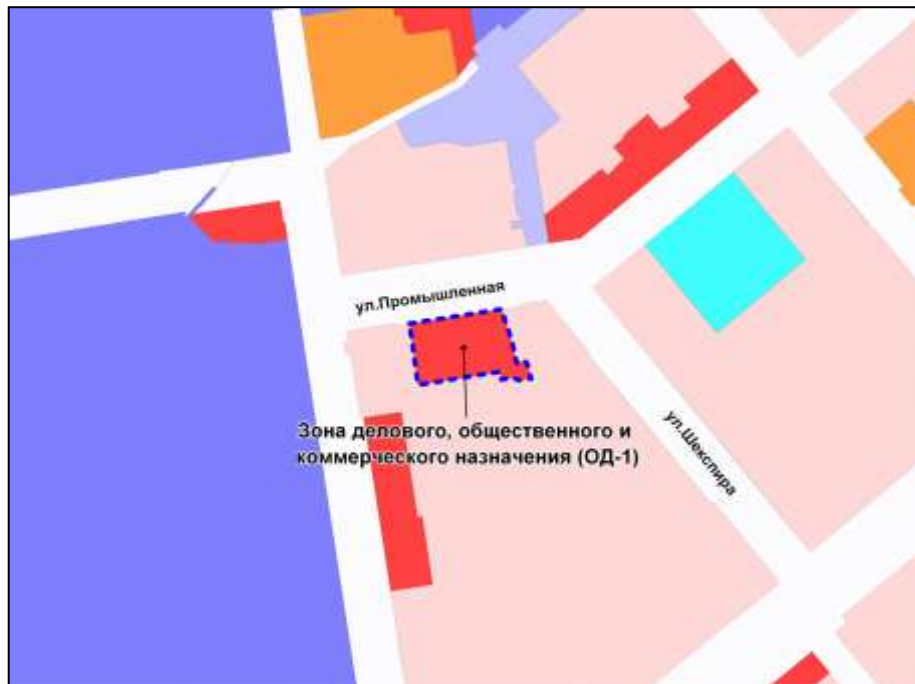 ул.Промышленная
Зона делового, общественного и
коммерческого назначения (ОД-1)
ул.Шекспира